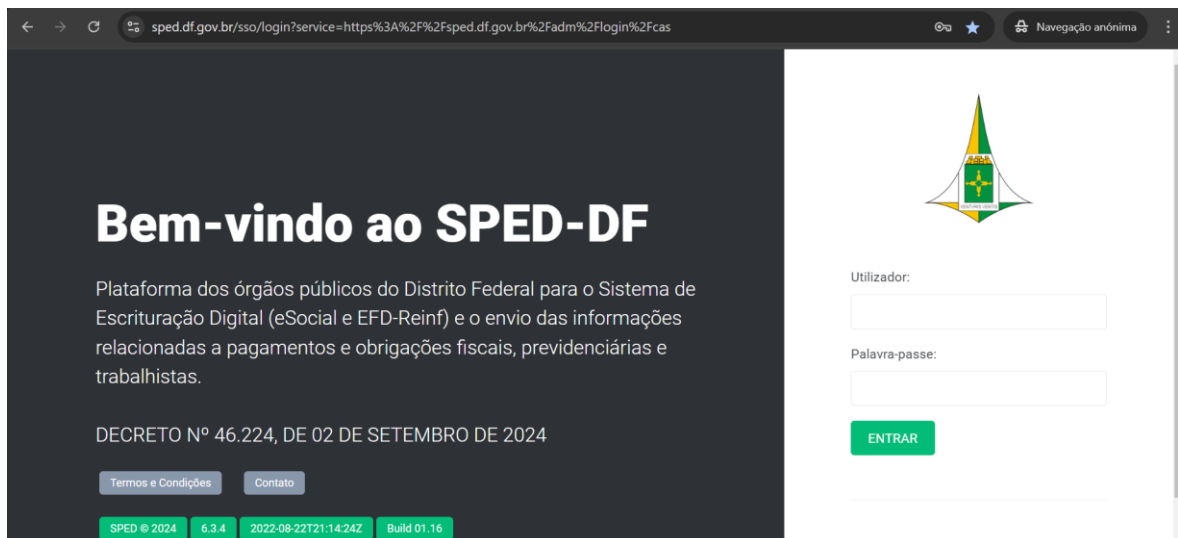 sped.df.gov.br/sso/login?service=https%3A%2F%2Fsped.df.gov.br%2Fadm%2Flogin%2Fcas
Navegação anónima
Bem-vindo ao SPED-DF
Plataforma dos órgãos públicos do Distrito Federal para o Sistema de
Escrituração Digital (eSocial e EFD-Reinf) e o envio das informações
relacionadas a pagamentos e obrigações fiscais, previdenciárias e
trabalhistas.
DECRETO Nº 46.224, DE 02 DE SETEMBRO DE 2024
Termos e Condições Contato
SPED © 2024 6.3.4 2022-08-22T21:14:24Z Build 01.16
Utilizador:
Palavra-passe:
ENTRAR